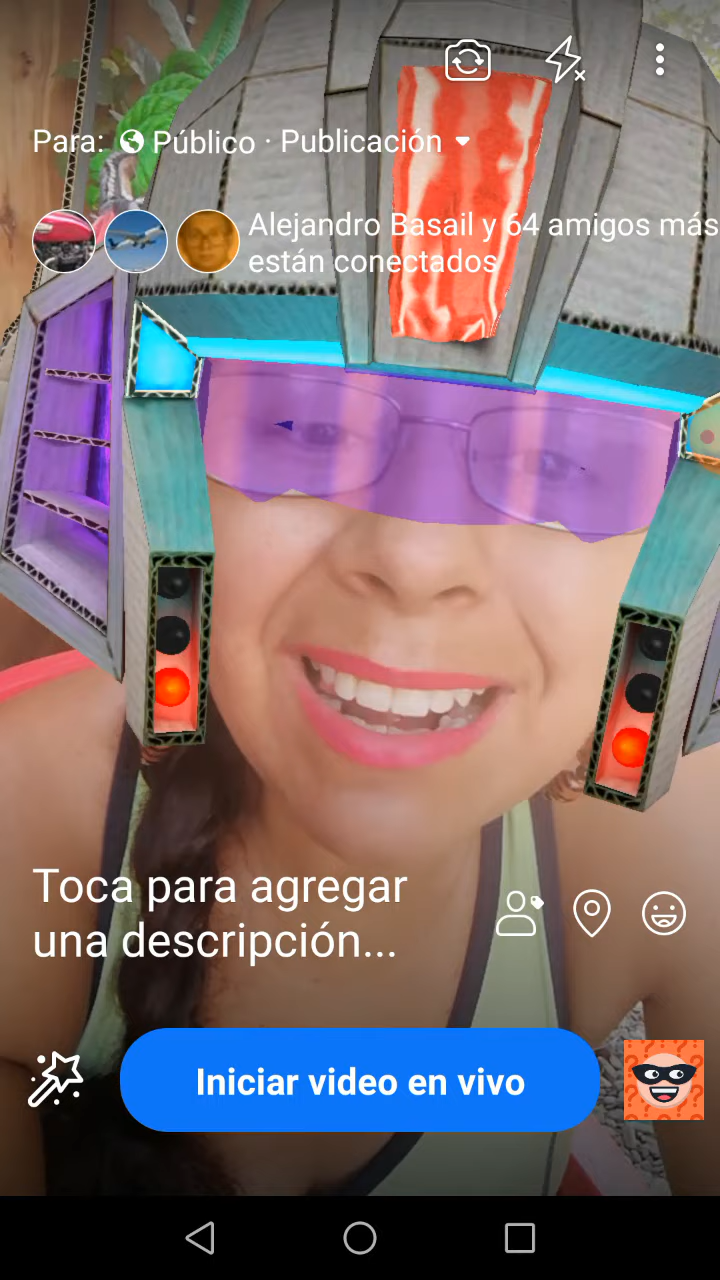 Para: Público · Publicación
Alejandro Basail y 64 amigos más
están conectados
Toca para agregar
una descripción...
Iniciar video en vivo